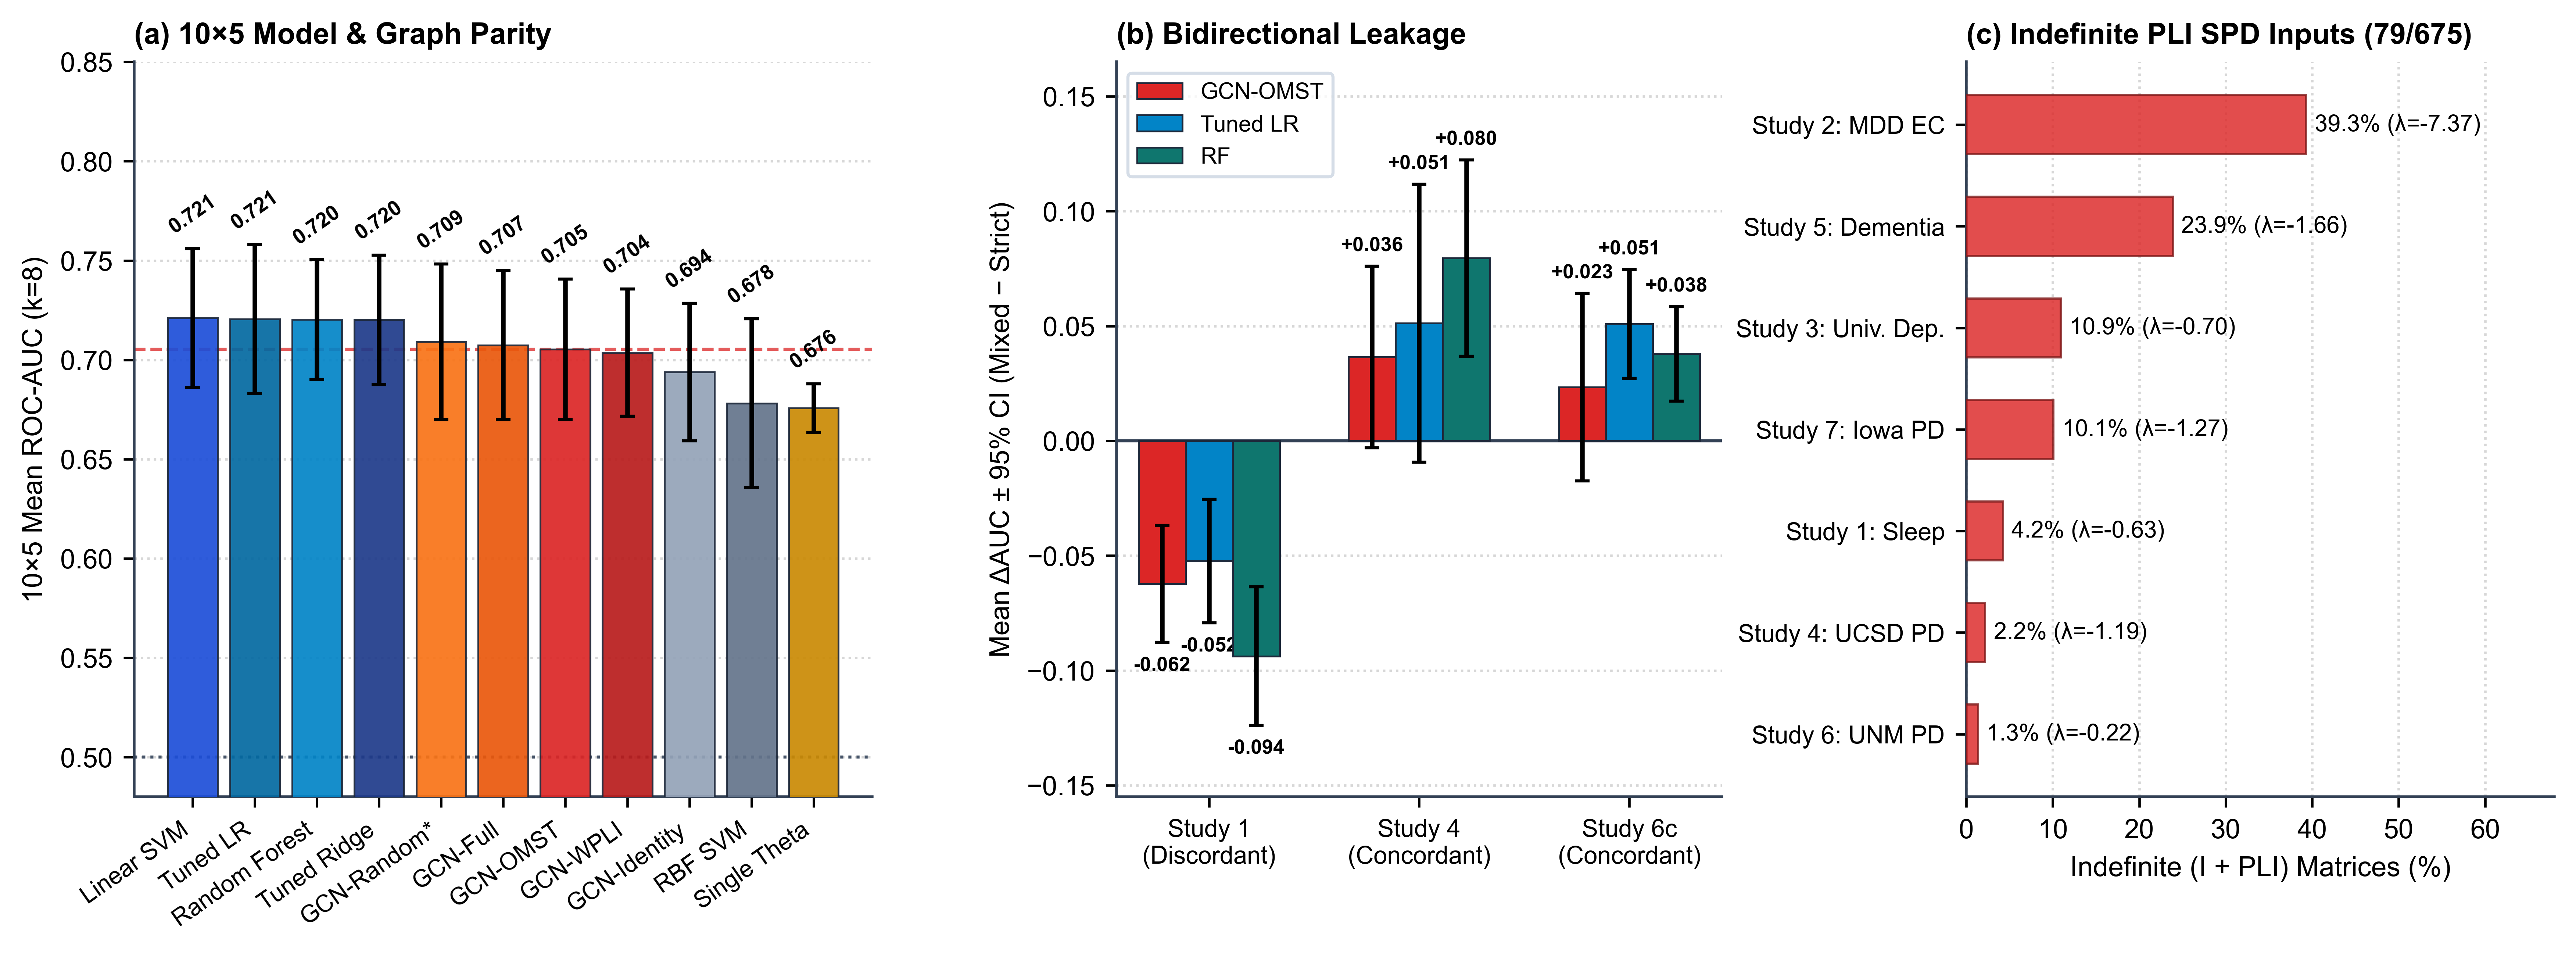 (a) 10×5 Model & Graph Parity
10×5 Mean ROC-AUC (k=8)
0.85
0.80
0.75
0.70
0.65
0.60
0.55
0.50
0.721
0.721
0.720
0.720
0.709
0.707
0.705
0.704
0.694
0.678
0.676
Linear SVM
Tuned LR
Random Forest
Tuned Ridge
GCN-Random*
GCN-Full
GCN-OMST
GCN-WPLI
GCN-Identity
RBF SVM
Single Theta
(b) Bidirectional Leakage
Mean ΔAUC ± 95% CI (Mixed − Strict)
0.15
0.10
0.05
0.00
−0.05
−0.10
−0.15
GCN-OMST
Tuned LR
RF
-0.062
-0.052
-0.094
+0.036
+0.051
+0.080
+0.023
+0.051
+0.038
Study 1
(Discordant)
Study 4
(Concordant)
Study 6c
(Concordant)
(c) Indefinite PLI SPD Inputs (79/675)
Study 2: MDD EC
39.3% (λ=-7.37)
Study 5: Dementia
23.9% (λ=-1.66)
Study 3: Univ. Dep.
10.9% (λ=-0.70)
Study 7: Iowa PD
10.1% (λ=-1.27)
Study 1: Sleep
4.2% (λ=-0.63)
Study 4: UCSD PD
2.2% (λ=-1.19)
Study 6: UNM PD
1.3% (λ=-0.22)
0
10
20
30
40
50
60
Indefinite (I + PLI) Matrices (%)